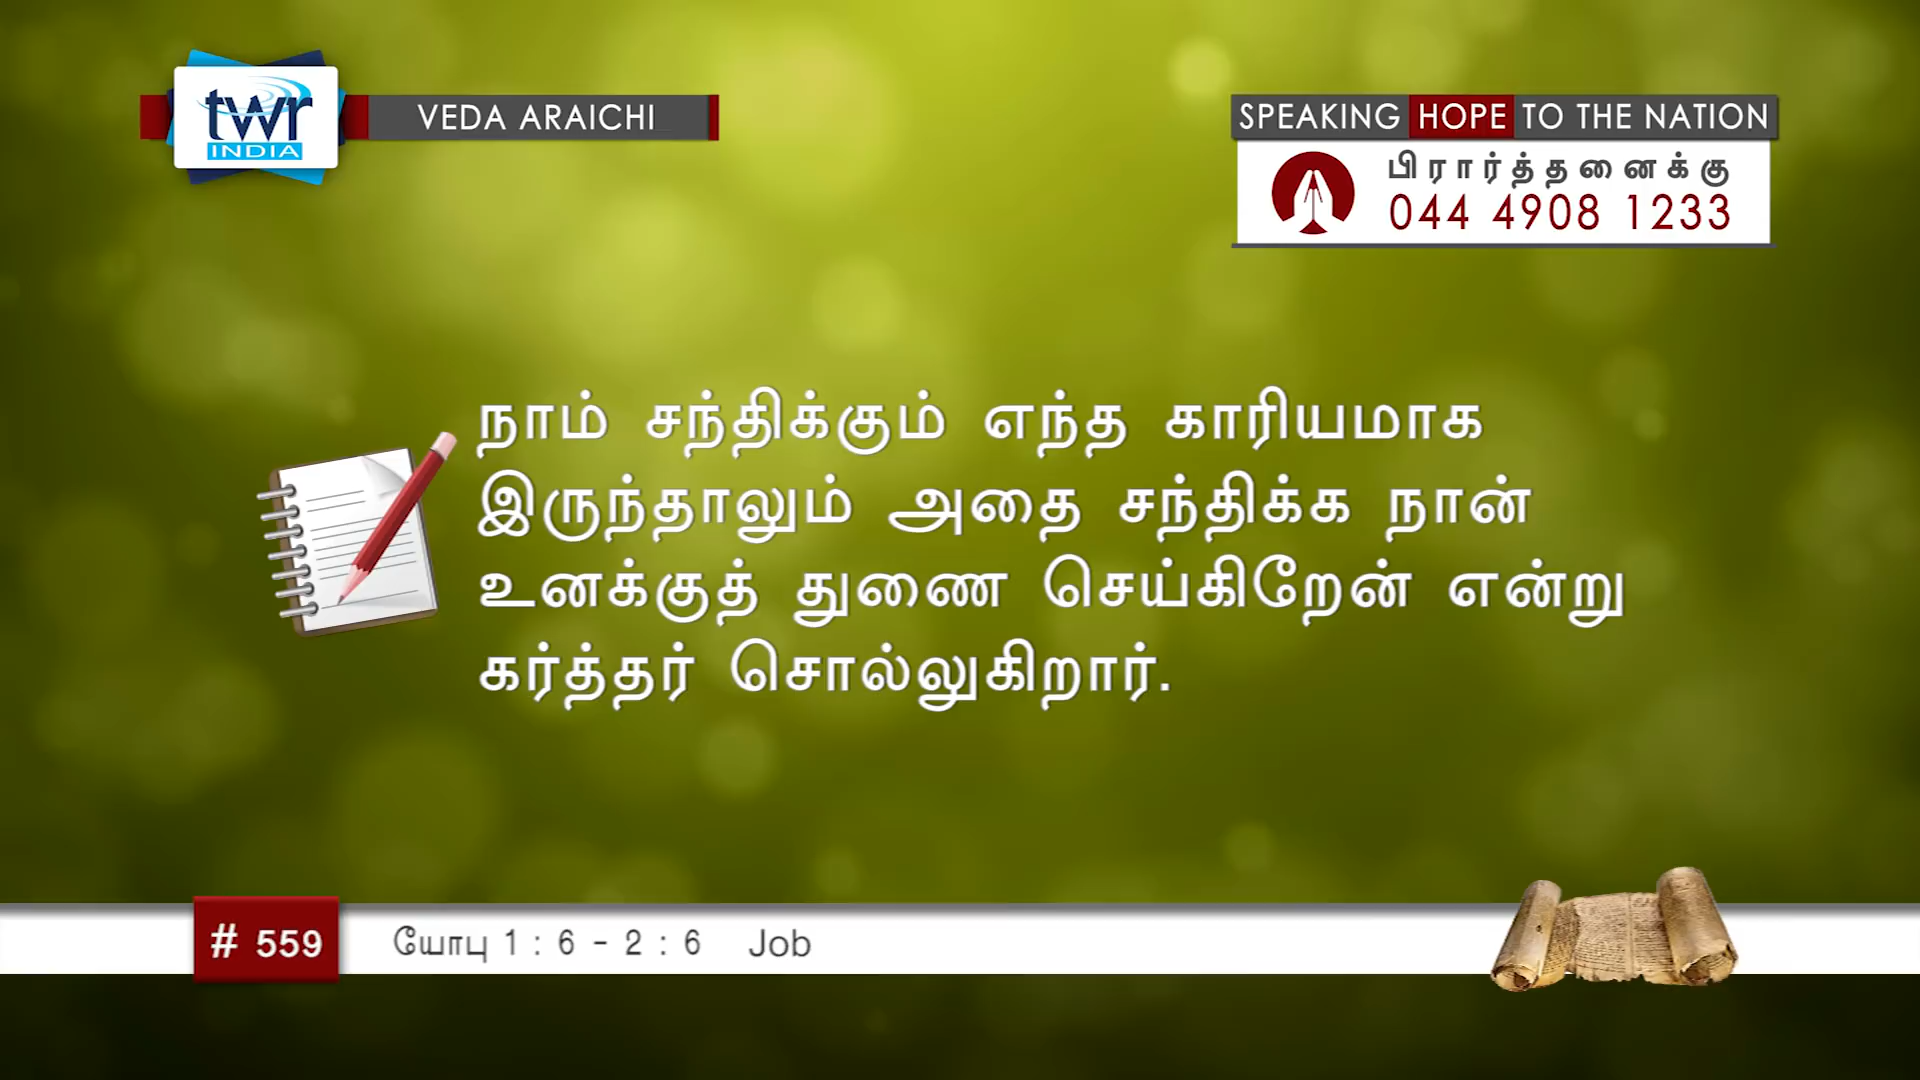 twr
INDIA
VEDA ARAICHI
SPEAKING HOPE TO THE NATION
பிரார்த்தனைக்கு
044 4908 1233
நாம் சந்திக்கும் எந்த காரியமாக
இருந்தாலும் அதை சந்திக்க நான்
உனக்குத் துணை செய்கிறேன் என்று
கர்த்தர் சொல்லுகிறார்.
# 559
யோபு 1 : 6 - 2 : 6 Job